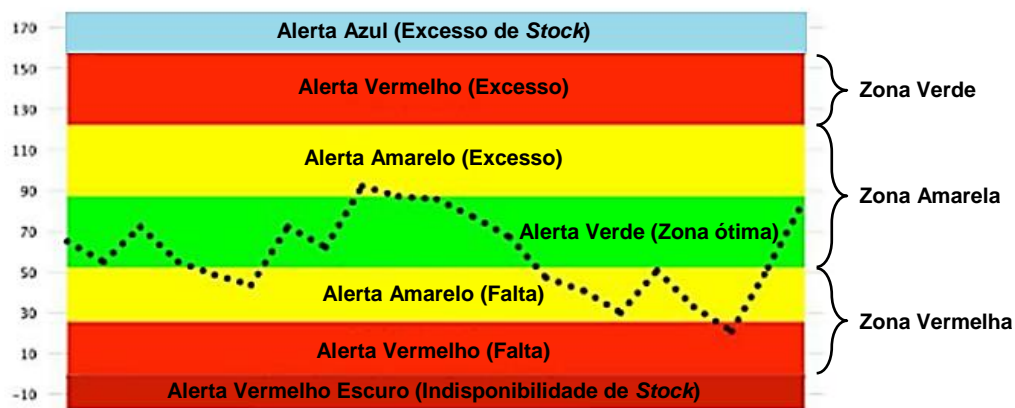 170
Alerta Azul (Excesso de Stock)
150
Alerta Vermelho (Excesso)
Zona Verde
130
110
Alerta Amarelo (Excesso)
90
Zona Amarela
70
Alerta Verde (Zona ótima)
50
Alerta Amarelo (Falta)
30
Zona Vermelha
10
Alerta Vermelho (Falta)
-10
Alerta Vermelho Escuro (Indisponibilidade de Stock)